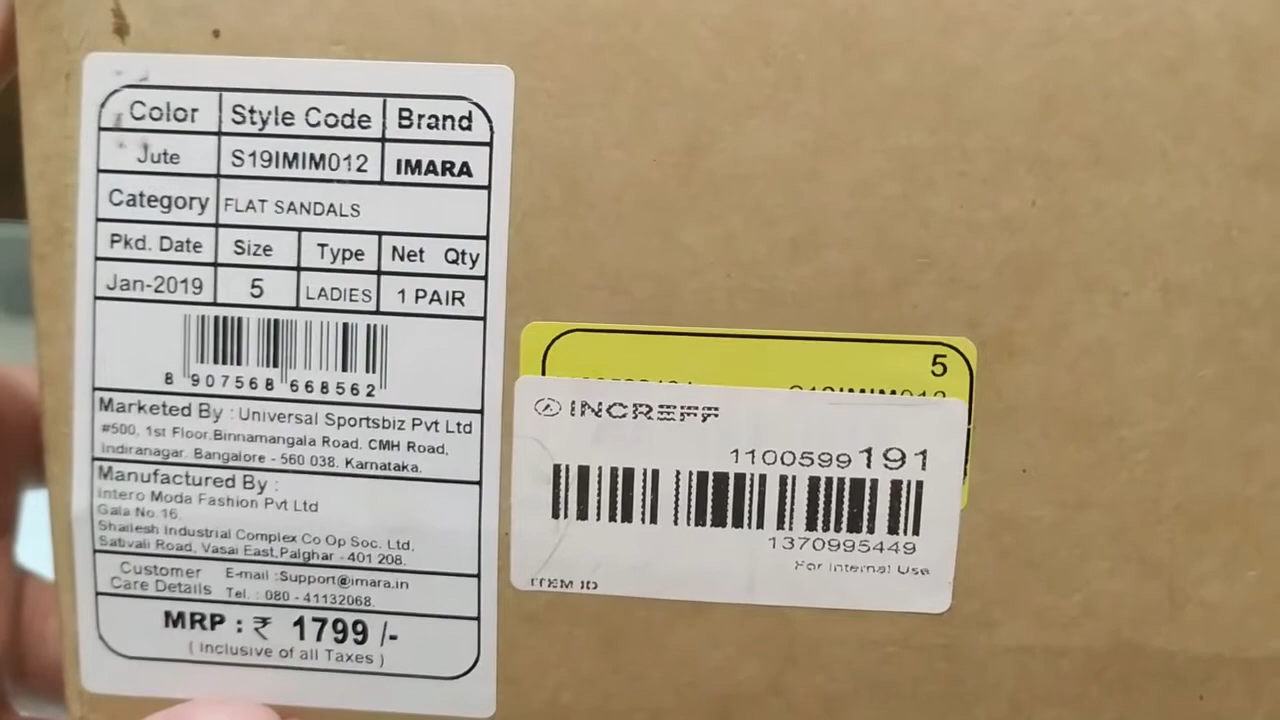 Color Style Code Brand
Jute S19IMIM012 IMARA
Category FLAT SANDALS
Pkd. Date Size Type Net Qty
Jan-2019 5 LADIES 1 PAIR
8 907568 668562
Marketed By : Universal Sportsbiz Pvt Ltd
#500, 1st Floor,Binnamangala Road, CMH Road,
Indiranagar, Bangalore - 560 038. Karnataka.
Manufactured By :
Intero Moda Fashion Pvt Ltd
Gala No.16,
Shailesh Industrial Complex Co Op Soc. Ltd,
Sativali Road, Vasai East,Palghar - 401 208.
Customer Care Details E-mail :Support@imara.in
Tel. : 080 - 41132068.
MRP : ₹ 1799 /-
( Inclusive of all Taxes )
5
S19IMIM012
INCREFF
1100599191
1370995449
For Internal Use
ITEM ID